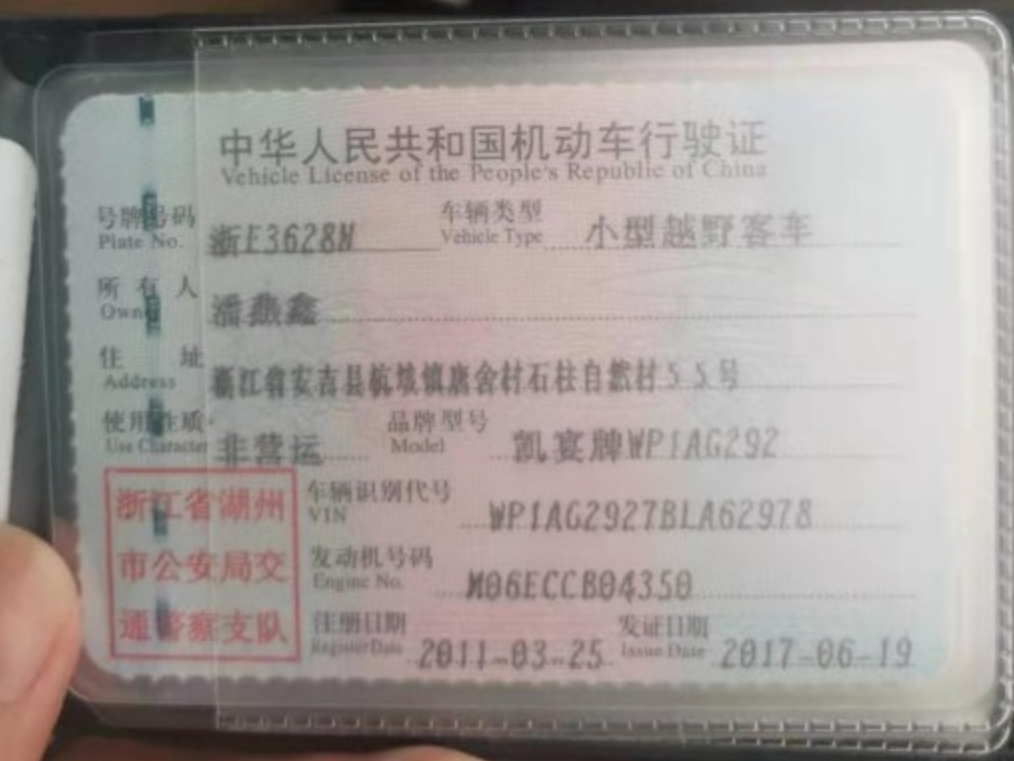 中华人民共和国机动车行驶证
Vehicle License of the People's Republic of China
号牌号码 浙E3628N 车辆类型 小型越野客车
Plate No. Vehicle Type
所有人 潘燕鑫
Owner
住址 浙江省安吉县杭垓镇唐舍村石柱自然村55号
Address
使用性质 非营运 品牌型号 凯宴牌WP1AG292
Use Character Model
浙江省湖州
市公安局交
通警察支队
车辆识别代号 WP1AG2927BLA62978
VIN
发动机号码 M06ECCB04350
Engine No.
注册日期 2011-03-25 发证日期 2017-06-19
Register Date Issue Date